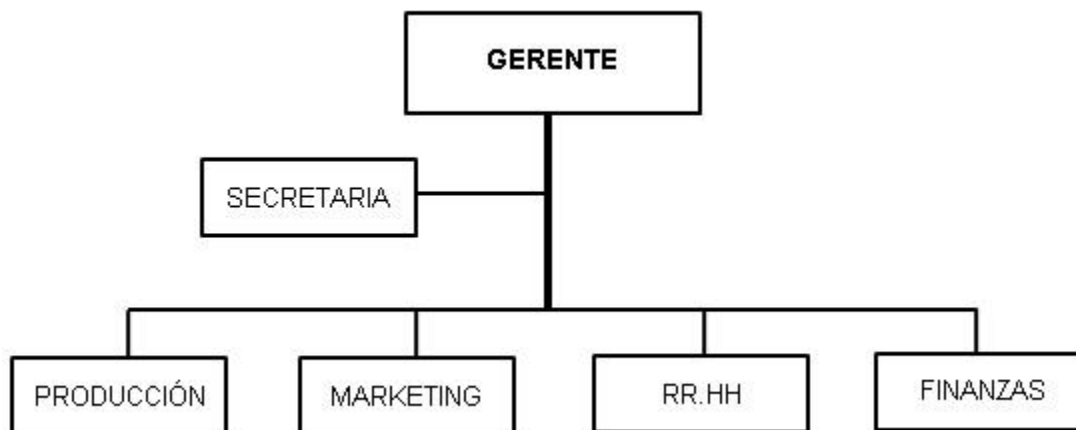 GERENTE
SECRETARIA
PRODUCCIÓN
MARKETING
RR.HH
FINANZAS